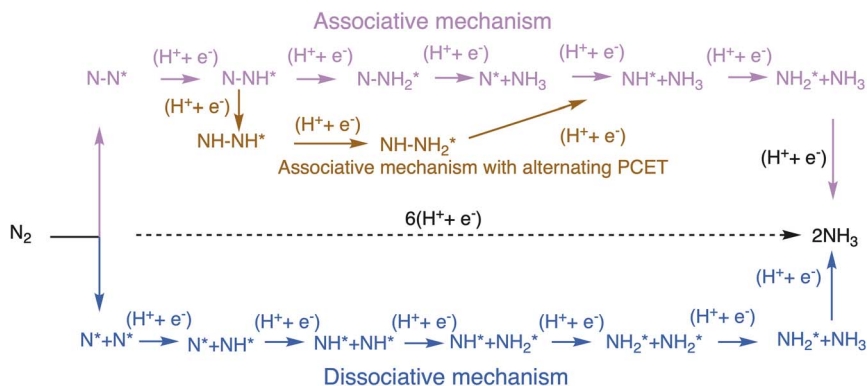 Associative mechanism
(H⁺+ e⁻) (H⁺+ e⁻) (H⁺+ e⁻) (H⁺+ e⁻) (H⁺+ e⁻)
N-N* N-NH* N-NH₂* N*+NH₃ NH*+NH₃ NH₂*+NH₃
(H⁺+ e⁻) (H⁺+ e⁻) (H⁺+ e⁻)
NH-NH* NH-NH₂*
Associative mechanism with alternating PCET
(H⁺+ e⁻)
N₂ 6(H⁺+ e⁻) 2NH₃
(H⁺+ e⁻)
(H⁺+ e⁻) (H⁺+ e⁻) (H⁺+ e⁻) (H⁺+ e⁻) (H⁺+ e⁻)
N*+N* N*+NH* NH*+NH* NH*+NH₂* NH₂*+NH₂* NH₂*+NH₃
Dissociative mechanism